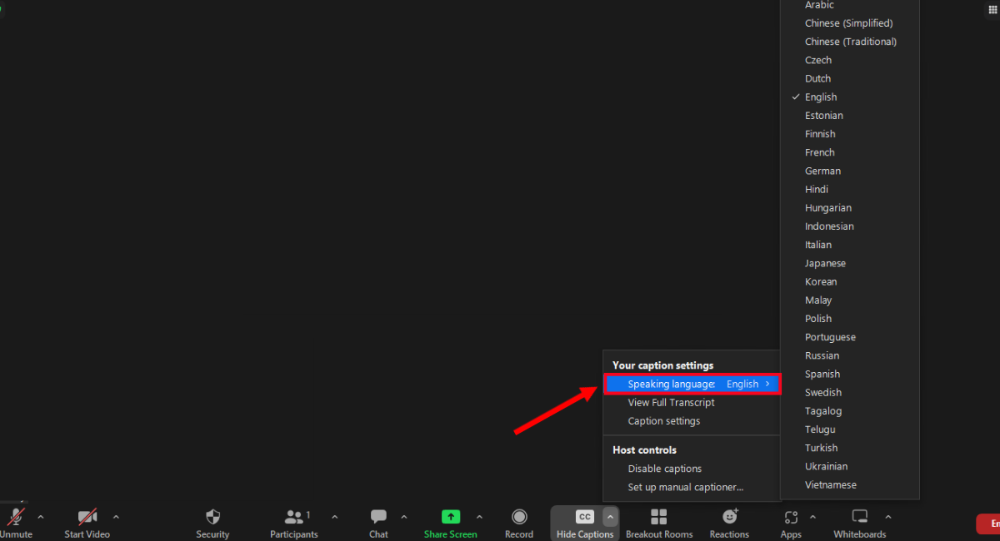 Arabic
Chinese (Simplified)
Chinese (Traditional)
Czech
Dutch
English
Estonian
Finnish
French
German
Hindi
Hungarian
Indonesian
Italian
Japanese
Korean
Malay
Polish
Portuguese
Russian
Spanish
Swedish
Tagalog
Telugu
Turkish
Ukrainian
Vietnamese
Your caption settings
Speaking language: English >
View Full Transcript
Caption settings
Host controls
Disable captions
Set up manual captioner...
1
CC
Unmute Start Video Security Participants Chat Share Screen Record Hide Captions Breakout Rooms Reactions Apps Whiteboards